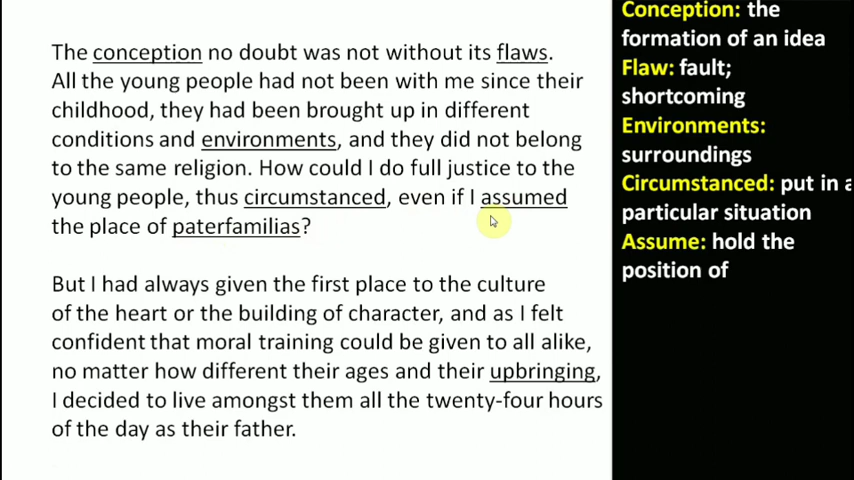 The conception no doubt was not without its flaws.
All the young people had not been with me since their
childhood, they had been brought up in different
conditions and environments, and they did not belong
to the same religion. How could I do full justice to the
young people, thus circumstanced, even if I assumed
the place of paterfamilias?
But I had always given the first place to the culture
of the heart or the building of character, and as I felt
confident that moral training could be given to all alike,
no matter how different their ages and their upbringing,
I decided to live amongst them all the twenty-four hours
of the day as their father.
Conception: the
formation of an idea
Flaw: fault;
shortcoming
Environments:
surroundings
Circumstanced: put in a
particular situation
Assume: hold the
position of